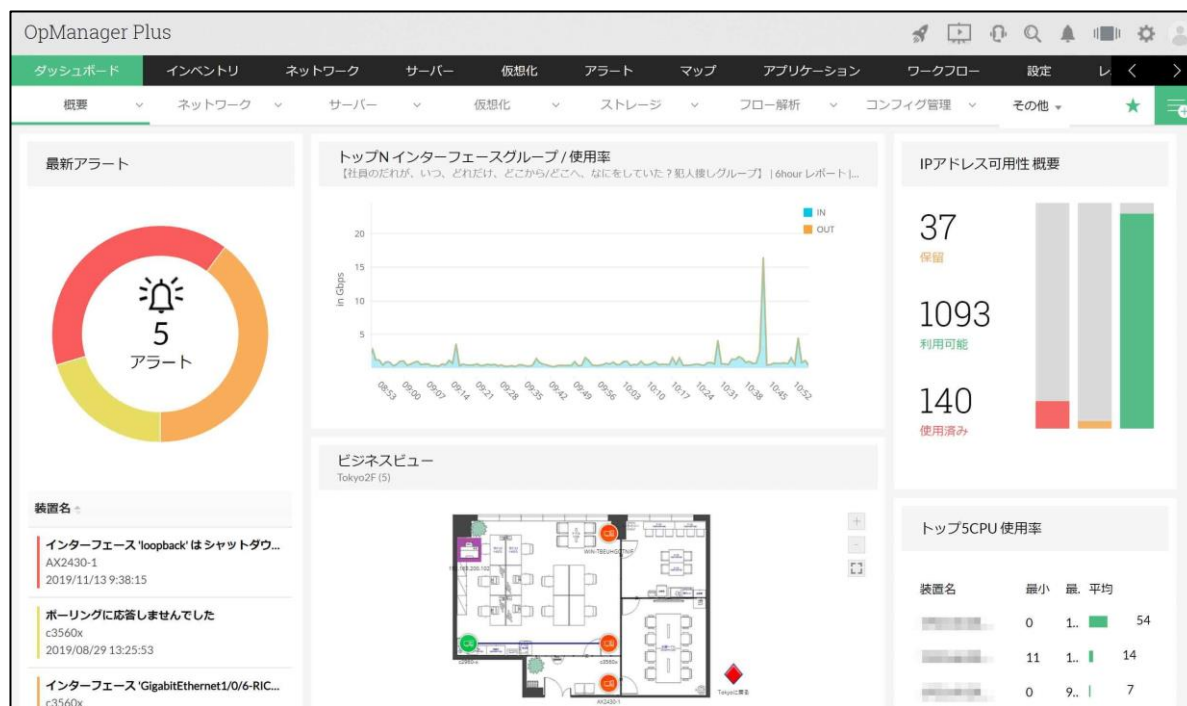 OpManager Plus
ダッシュボード インベントリ ネットワーク サーバー 仮想化 アラート マップ アプリケーション ワークフロー 設定 レ
概要 ネットワーク サーバー 仮想化 ストレージ フロー解析 コンフィグ管理 その他
最新アラート
5
アラート
装置名
インターフェース 'loopback' は シャットダウ...
AX2430-1
2019/11/13 9:38:15
ポーリングに応答しませんでした
c3560x
2019/08/29 13:25:53
インターフェース 'GigabitEthernet1/0/6-RIC...
c3560x
トップN インターフェースグループ / 使用率
【社員のだれが、いつ、どれだけ、どこから/どこへ、なにをしていた？犯人捜しグループ】 | 6hour レポート |...
IN
OUT
in Gbps
20
15
10
5
08:53 09:00 09:07 09:14 09:21 09:28 09:35 09:42 09:49 09:56 10:03 10:10 10:17 10:24 10:31 10:38 10:45 10:52
ビジネスビュー
Tokyo2F (5)
c2960-x
c3560x
AX2430-1
Tokyoに戻る
IPアドレス可用性 概要
37
保留
1093
利用可能
140
使用済み
トップ5CPU 使用率
装置名 最小 最. 平均
0 1.. 54
11 1.. 14
0 9.. 7